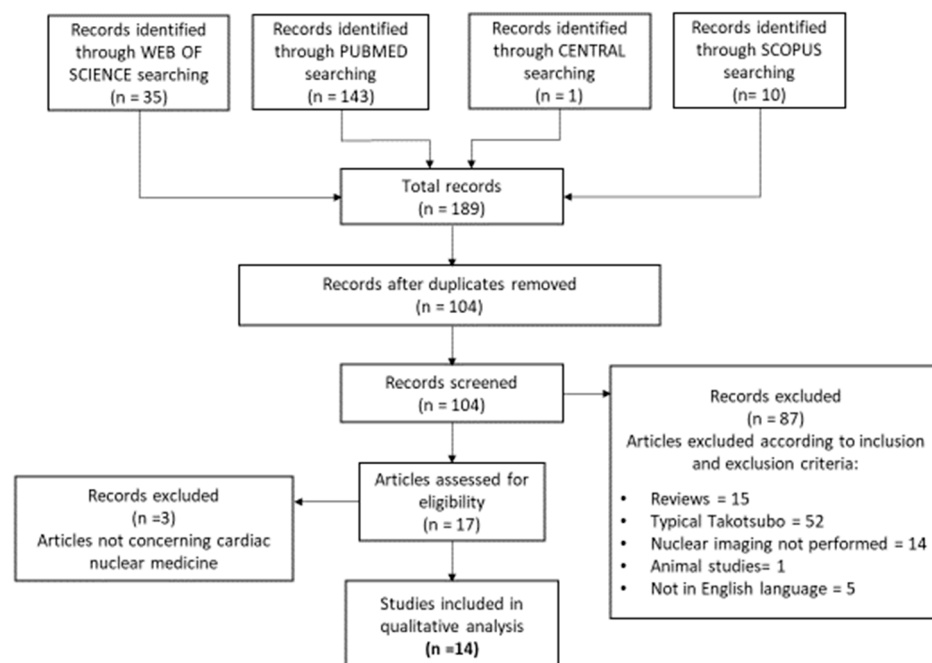 Records identified
through WEB OF
SCIENCE searching
(n = 35)
Records identified
through PUBMED
searching
(n = 143)
Records identified
through CENTRAL
searching
(n = 1)
Records identified
through SCOPUS
searching
(n= 10)
Total records
(n = 189)
Records after duplicates removed
(n = 104)
Records screened
(n = 104)
Records excluded
(n = 87)
Articles excluded according to inclusion
and exclusion criteria:
• Reviews = 15
• Typical Takotsubo = 52
• Nuclear imaging not performed = 14
• Animal studies= 1
• Not in English language = 5
Articles assessed for
eligibility
(n = 17)
Records excluded
(n =3)
Articles not concerning cardiac
nuclear medicine
Studies included in
qualitative analysis
(n =14)